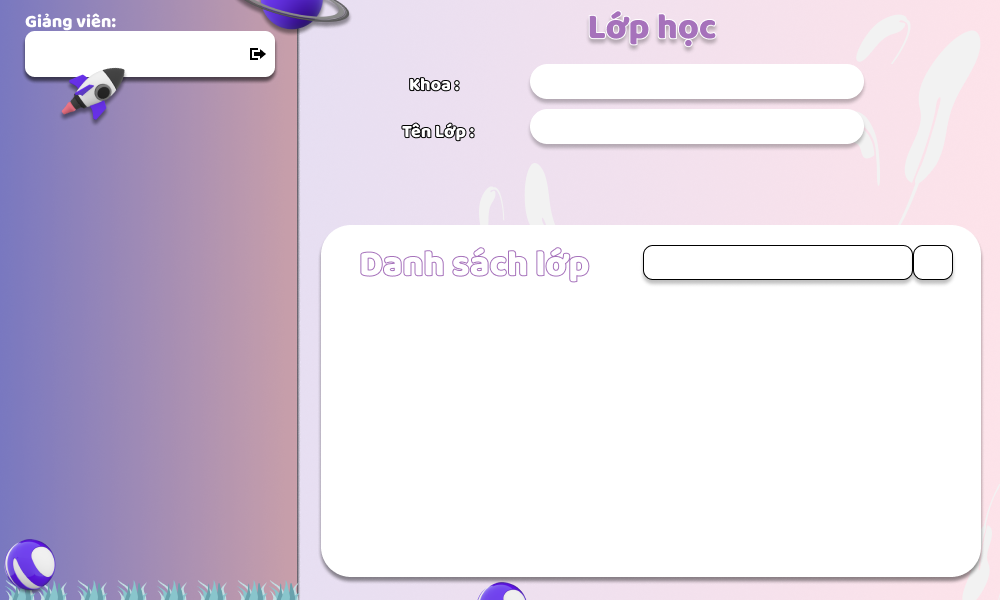 Giảng viên:
Lớp học
Khoa :
Tên Lớp :
Danh sách lớp